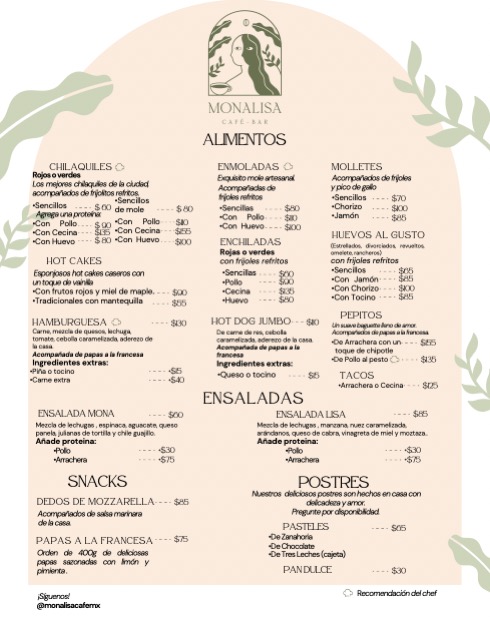 MONALISA
CAFÉ - BAR
ALIMENTOS
CHILAQUILES
Rojos o verdes
Los mejores chilaquiles de la ciudad,
acompañados de frijolitos refritos.
•Sencillos - - - - $ 60
Agrega una proteína:
•Con Pollo - - - - $ 90
•Con Cecina - - - - $135
•Con Huevo - - - - $ 80
•Sencillos
de mole - - - - $ 80
•Con Pollo - - - - $110
•Con Cecina - - - - $155
•Con Huevo - - - - $100
HOT CAKES
Esponjosos hot cakes caseros con
un toque de vainilla
•Con frutos rojos y miel de maple. - - - $90
•Tradicionales con mantequilla - - - - $55
HAMBURGUESA - - - - $130
Carne, mezcla de quesos, lechuga,
tomate, cebolla caramelizada, aderezo de
la casa.
Acompañada de papas a la francesa
Ingredientes extras:
•Piña o tocino - - - - •$15
•Carne extra - - - - •$40
ENMOLADAS
Exquisito mole artesanal.
Acompañadas de
frijoles refritos
•Sencillas - - - - $80
•Con Pollo - - - - $110
•Con Huevo - - - - $100
ENCHILADAS
Rojas o verdes
con frijoles refritos
•Sencillas - - - - $60
•Pollo - - - - $90
•Cecina - - - - $135
•Huevo - - - - $80
HOT DOG JUMBO - - - - $110
De carne de res, cebolla
caramelizada, aderezo de la casa.
Acompañada de papas a la
francesa
Ingredientes extras:
•Queso o tocino - - - - $15
MOLLETES
Acompañados de frijoles
y pico de gallo
•Sencillos - - - - $70
•Chorizo - - - - $100
•Jamón - - - - $85
HUEVOS AL GUSTO
(Estrellados, divorciados, revueltos,
omelete, rancheros)
con frijoles refritos
•Sencillos - - - - $65
•Con Jamón - - - - $85
•Con Chorizo - - - - $100
•Con Tocino - - - - $85
PEPITOS
Un suave baguette lleno de amor.
Acompañados de papas a la francesa.
•De Arrachera con un - - - - $155
toque de chipotle
•De Pollo al pesto - - - - $135
TACOS
•Arrachera o Cecina - - - - $125
ENSALADAS
ENSALADA MONA - - - - $60
Mezcla de lechugas , espinaca, aguacate, queso
panela, julianas de tortilla y chile guajillo.
Añade proteína:
•Pollo - - - - •$30
•Arrachera - - - - •$75
ENSALADA LISA - - - - $85
Mezcla de lechugas , manzana, nuez caramelizada,
arándanos, queso de cabra, vinagreta de miel y moztaza..
Añade proteína:
•Pollo - - - - •$30
•Arrachera - - - - •$75
SNACKS
DEDOS DE MOZZARELLA - - - - $85
Acompañados de salsa marinara
de la casa.
PAPAS A LA FRANCESA - - - - $75
Orden de 400g de deliciosas
papas sazonadas con limón y
pimienta .
POSTRES
Nuestros deliciosos postres son hechos en casa con
delicadeza y amor.
Pregunte por disponibilidad.
PASTELES - - - - $65
•De Zanahoria
•De Chocolate
•De Tres Leches (cajeta)
PAN DULCE - - - - $30
¡Síguenos!
@monalisacafemx
Recomendación del chef